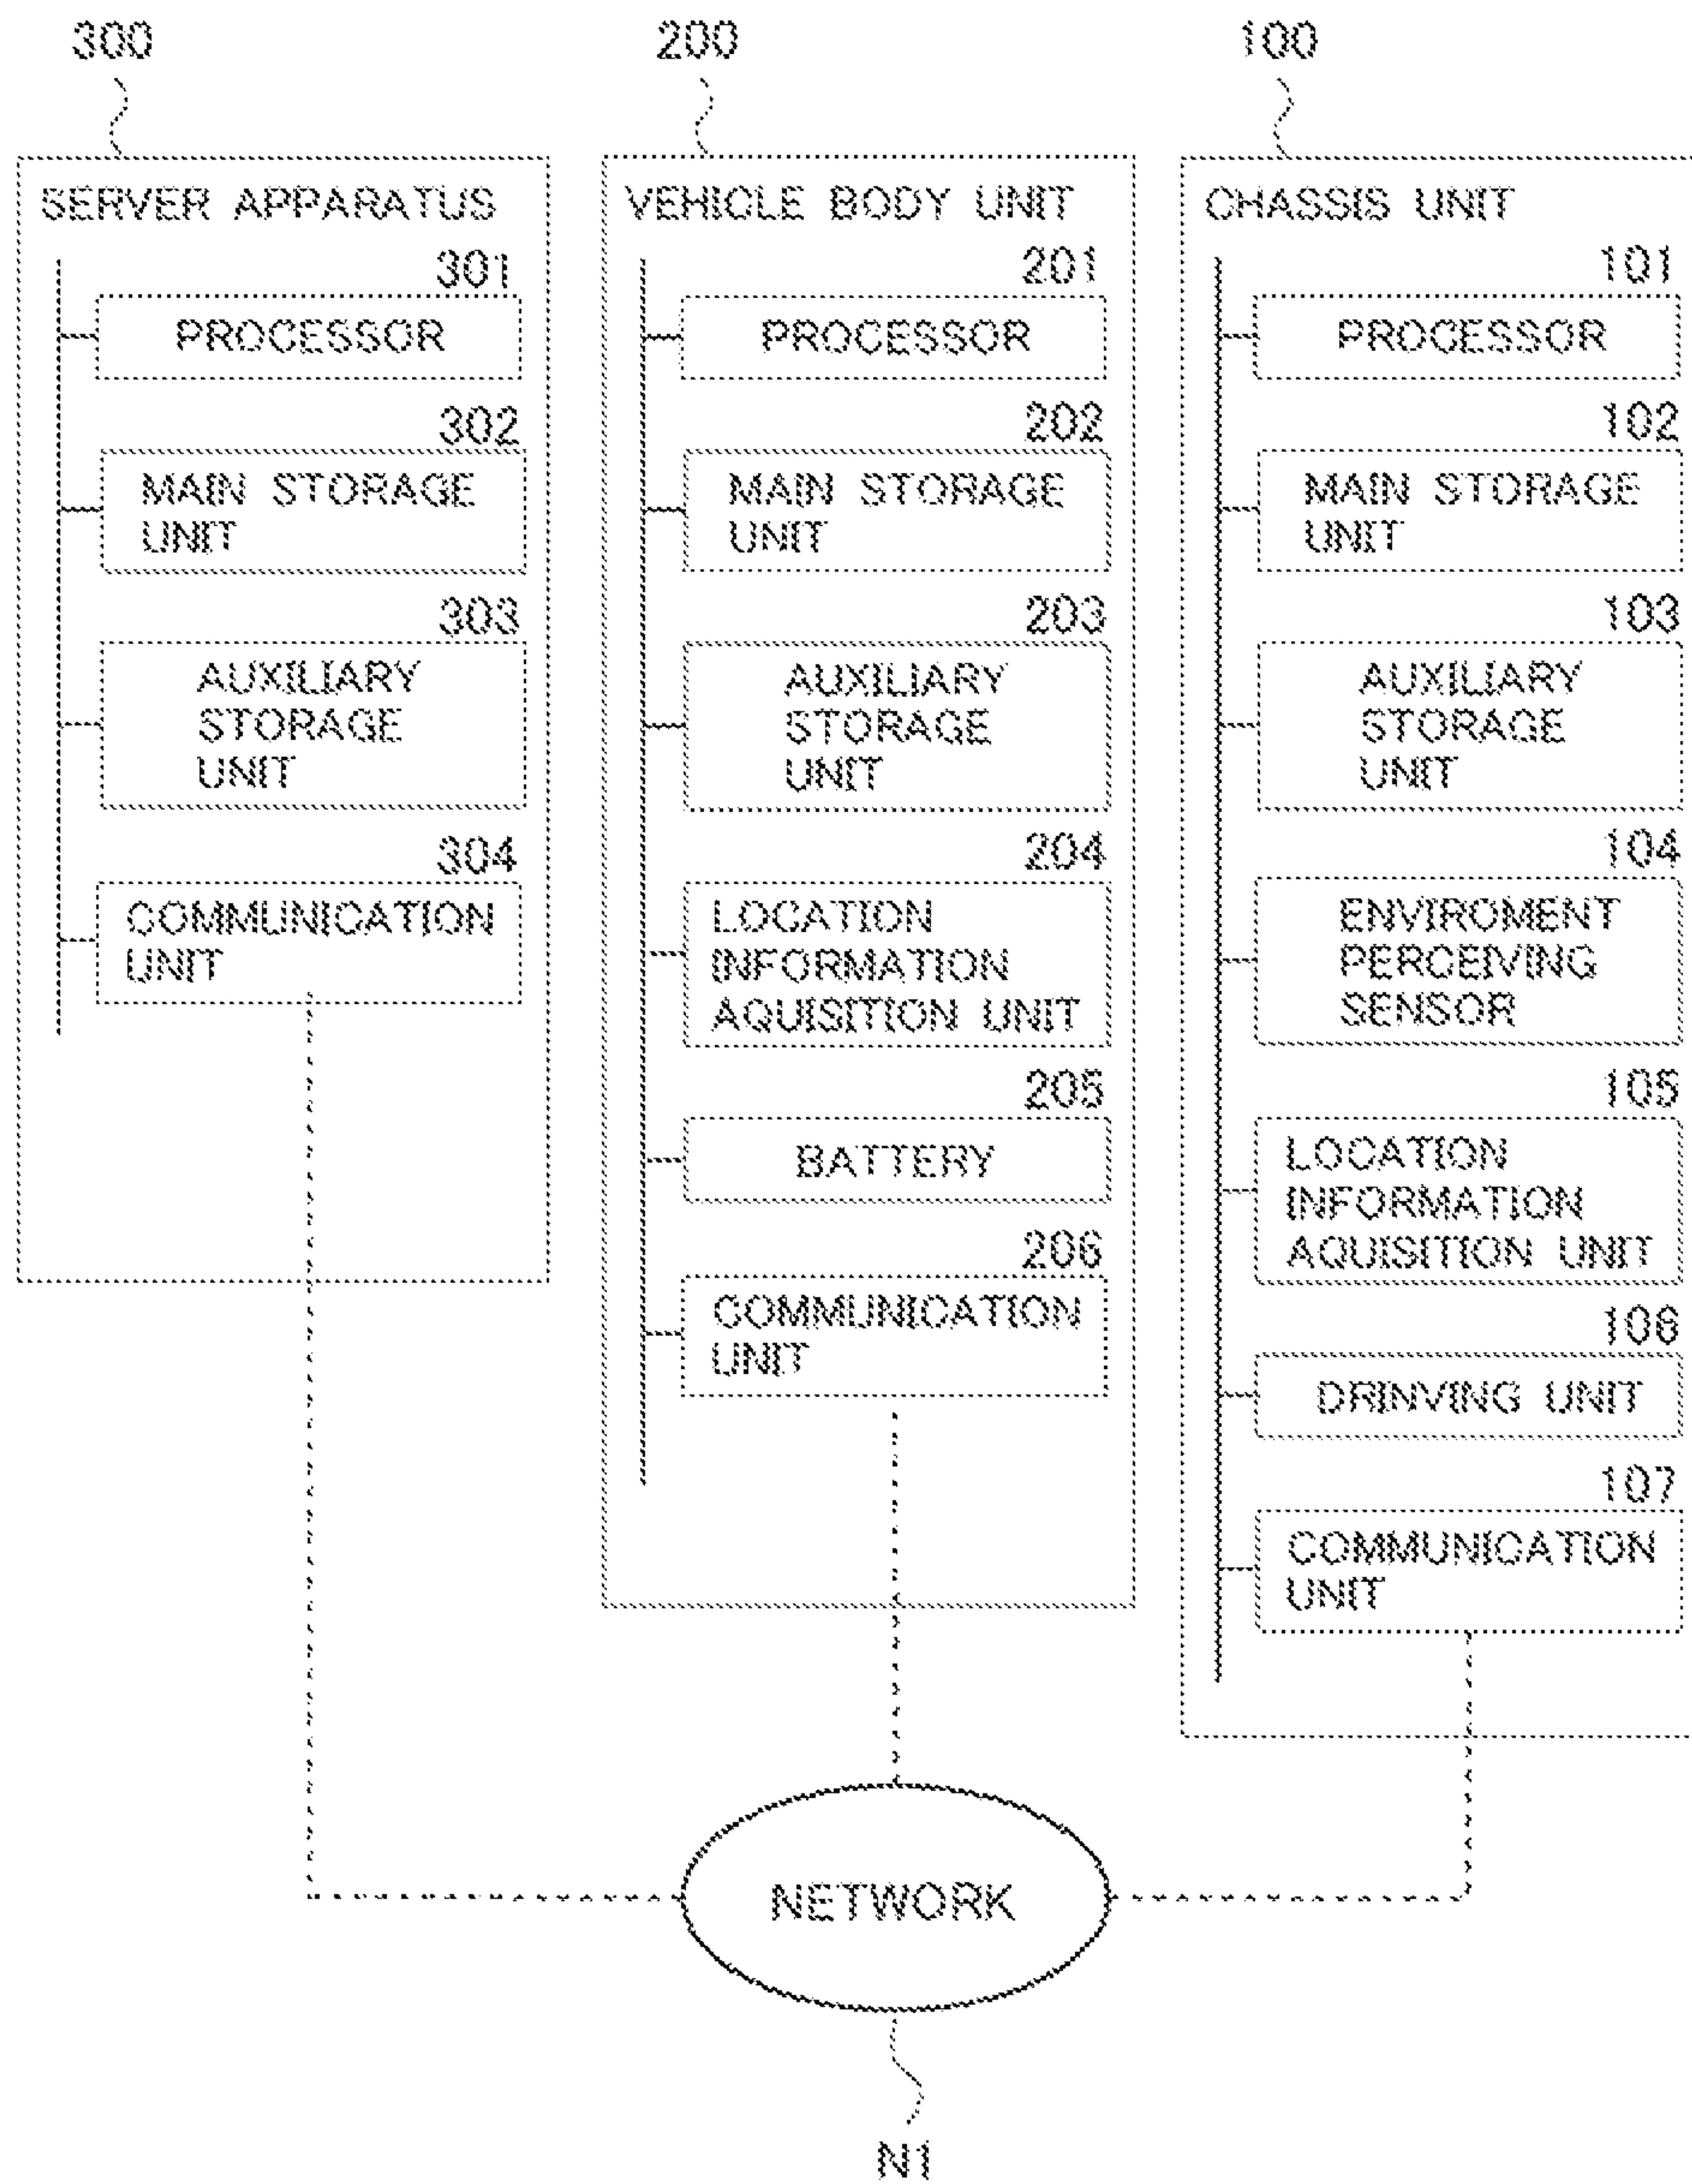 300
200
100
SERVER APPARATUS
301
PROCESSOR
302
MAIN STORAGE
UNIT
303
AUXILIARY
STORAGE
UNIT
304
COMMUNICATION
UNIT
VEHICLE BODY UNIT
201
PROCESSOR
202
MAIN STORAGE
UNIT
203
AUXILIARY
STORAGE
UNIT
204
LOCATION
INFORMATION
AQUISITION UNIT
205
BATTERY
206
COMMUNICATION
UNIT
CHASSIS UNIT
101
PROCESSOR
102
MAIN STORAGE
UNIT
103
AUXILIARY
STORAGE
UNIT
104
ENVIROMENT
PERCEIVING
SENSOR
105
LOCATION
INFORMATION
AQUISITION UNIT
106
DRINVING UNIT
107
COMMUNICATION
UNIT
NETWORK
N1